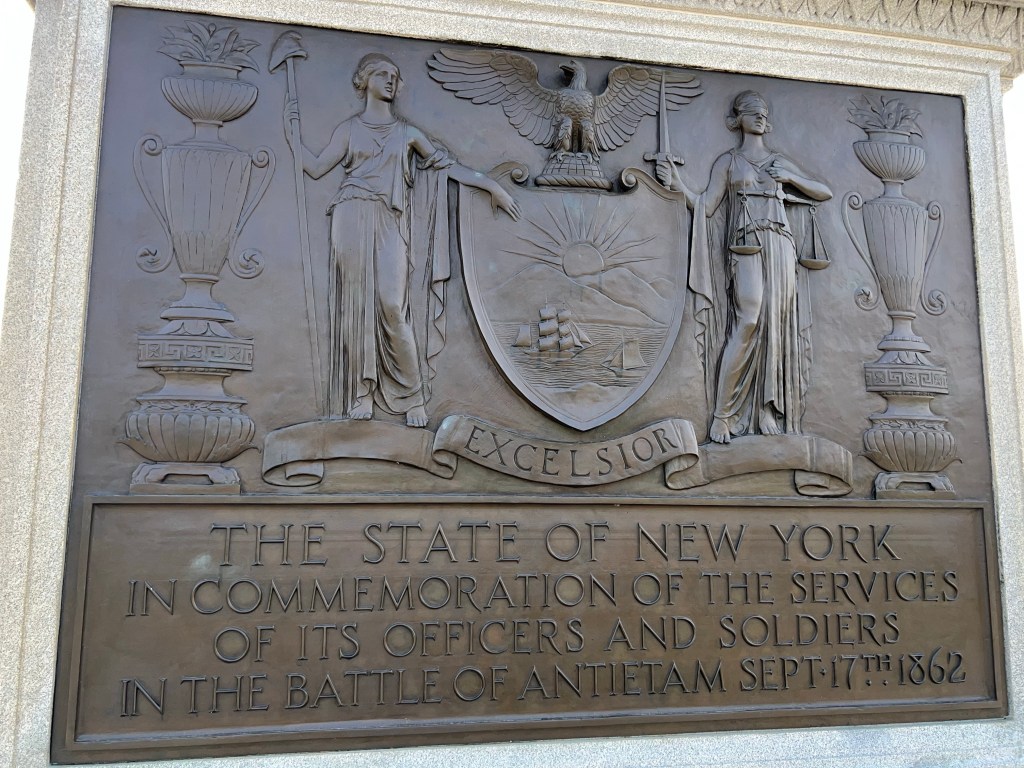 EXCELSIOR
THE STATE OF NEW YORK
IN COMMEMORATION OF THE SERVICES
OF ITS OFFICERS AND SOLDIERS
IN THE BATTLE OF ANTIETAM SEPT·17TH·1862